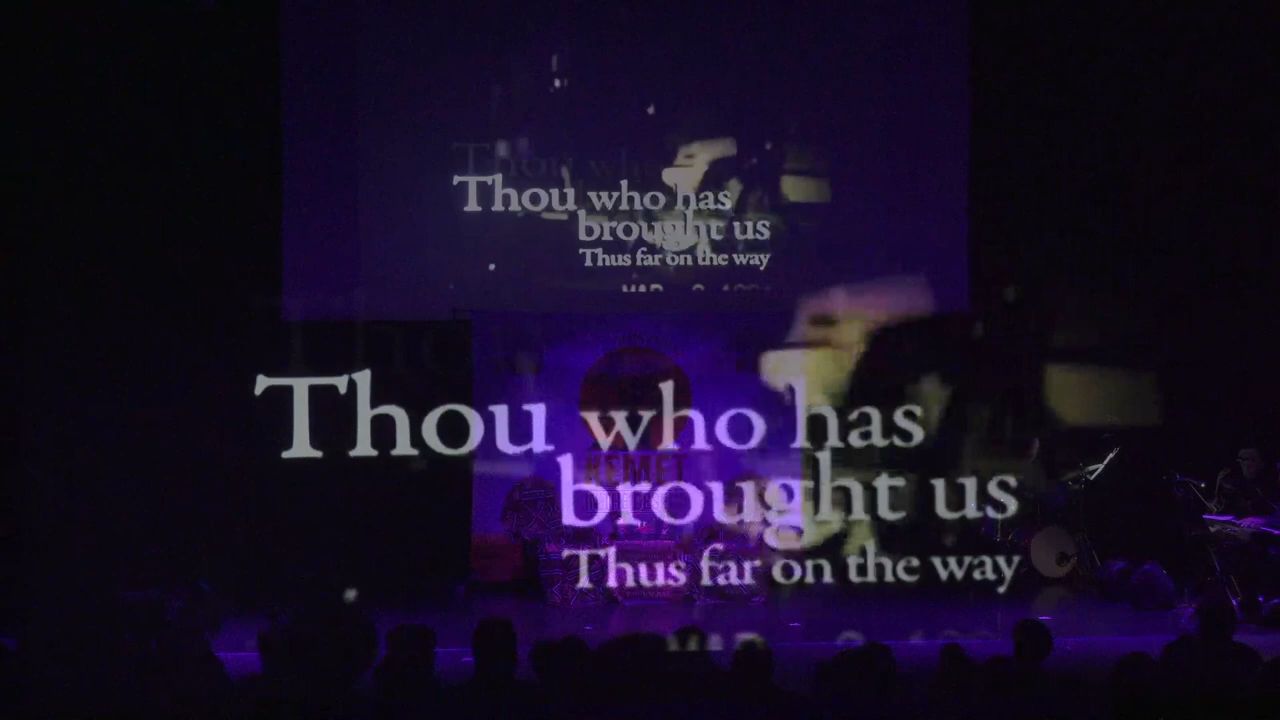 Thou who has
brought us
Thus far on the way
Thou who has
KEMET
brought us
Thus far on the way